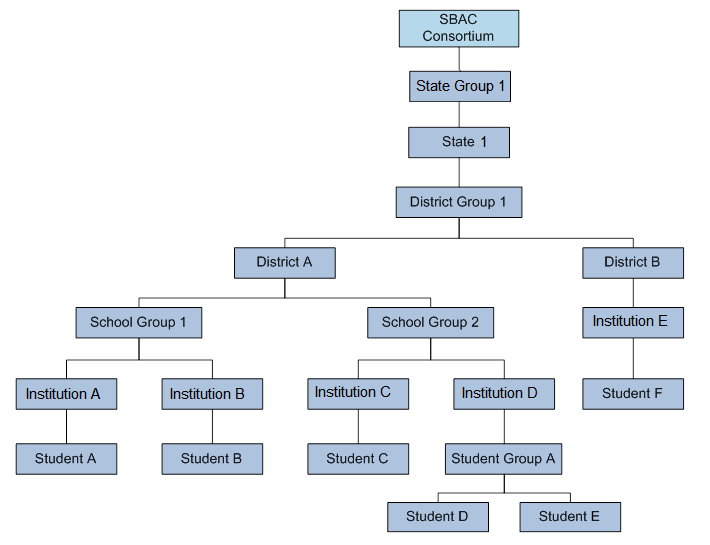 SBAC
Consortium
State Group 1
State 1
District Group 1
District A
District B
School Group 1
School Group 2
Institution E
Institution A
Institution B
Institution C
Institution D
Student F
Student A
Student B
Student C
Student Group A
Student D
Student E